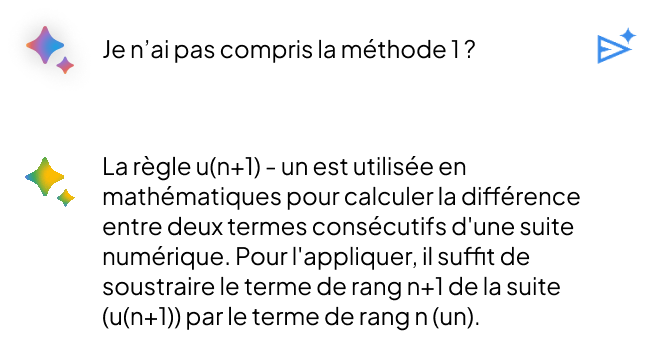 Je n’ai pas compris la méthode 1 ?
La règle u(n+1) - un est utilisée en
mathématiques pour calculer la différence
entre deux termes consécutifs d'une suite
numérique. Pour l'appliquer, il suffit de
soustraire le terme de rang n+1 de la suite
(u(n+1)) par le terme de rang n (un).